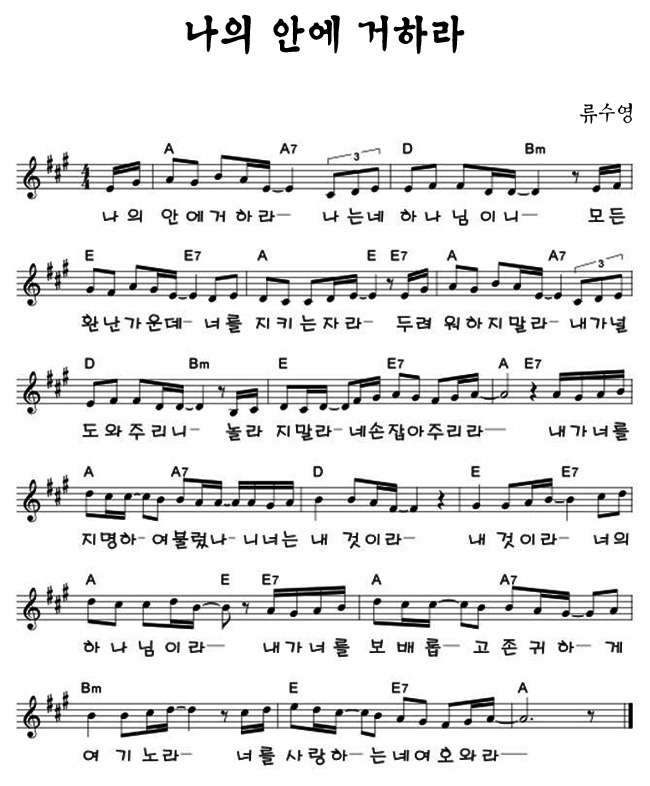 나의 안에 거하라
류수영
A A7 D Bm
3
나의 안에거하라― 나는네 하나님이니― 모든
E E7 A E E7 A A7
3
환난가운데― 너를 지키는자라― 두려 워하지말라― 내가널
D Bm E E7 A E7
도와주리니― 놀라 지말라―네손잡아주리라― 내가너를
A A7 D E E7
지명하―여불렀나―니너는 내 것이라― 내 것이라―너의
A E E7 A A7
하나님이라― 내가너를 보배롭―고존귀하―게
Bm E E7 A
여기노라― 너를사랑하―는네여호와라―